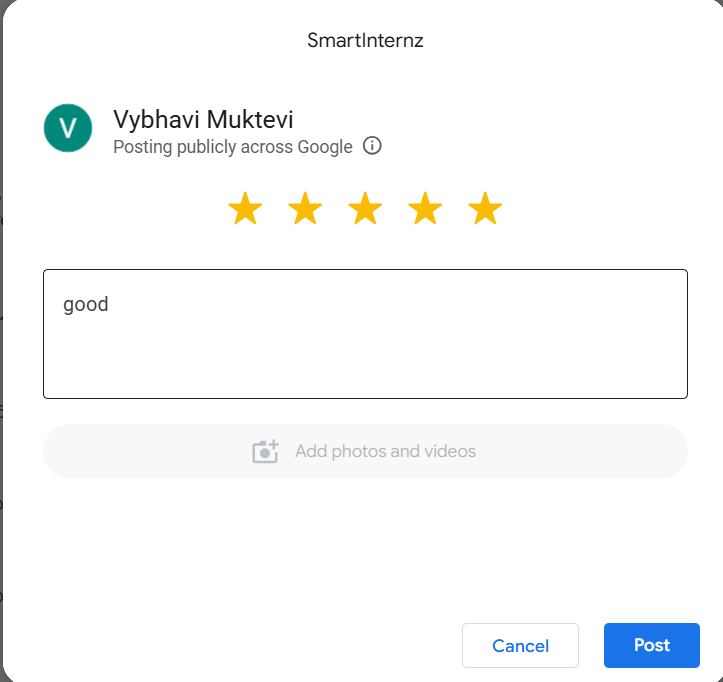 SmartInternz
V
Vybhavi Muktevi
Posting publicly across Google
good
Add photos and videos
Cancel Post